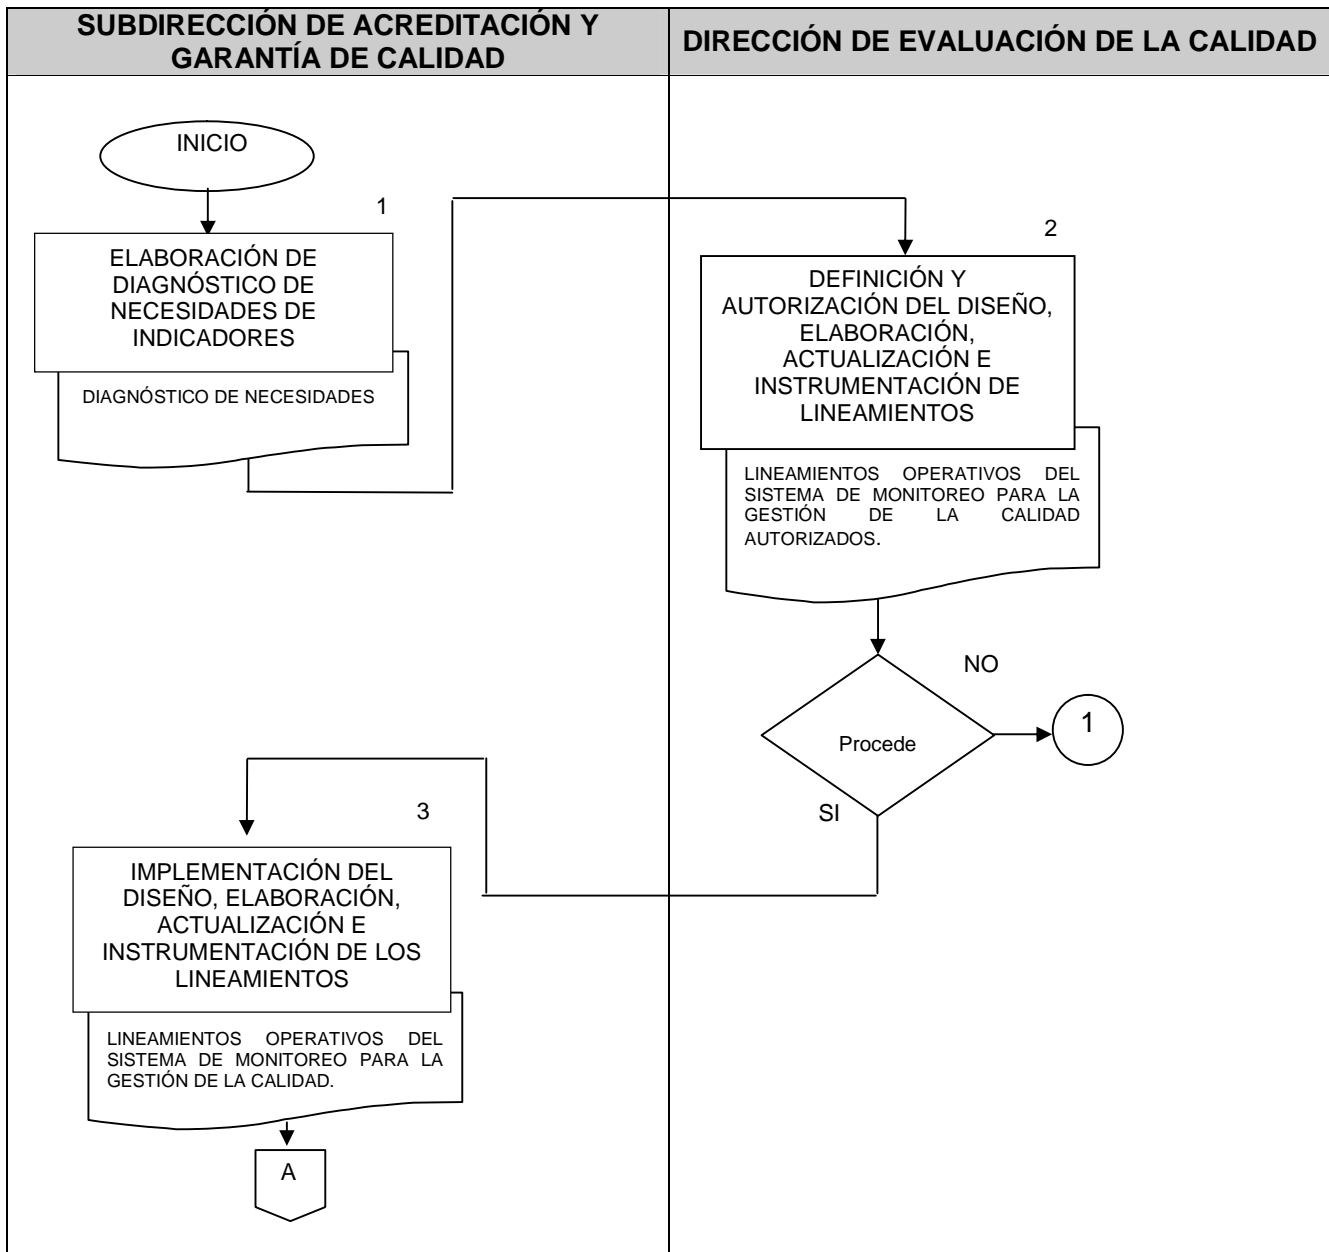 SUBDIRECCIÓN DE ACREDITACIÓN Y
GARANTÍA DE CALIDAD
DIRECCIÓN DE EVALUACIÓN DE LA CALIDAD
INICIO
1
ELABORACIÓN DE
DIAGNÓSTICO DE
NECESIDADES DE
INDICADORES
DIAGNÓSTICO DE NECESIDADES
2
DEFINICIÓN Y
AUTORIZACIÓN DEL DISEÑO,
ELABORACIÓN,
ACTUALIZACIÓN E
INSTRUMENTACIÓN DE
LINEAMIENTOS
LINEAMIENTOS OPERATIVOS DEL
SISTEMA DE MONITOREO PARA LA
GESTIÓN DE LA CALIDAD
AUTORIZADOS.
Procede
NO
1
SI
3
IMPLEMENTACIÓN DEL
DISEÑO, ELABORACIÓN,
ACTUALIZACIÓN E
INSTRUMENTACIÓN DE LOS
LINEAMIENTOS
LINEAMIENTOS OPERATIVOS DEL
SISTEMA DE MONITOREO PARA LA
GESTIÓN DE LA CALIDAD.
A